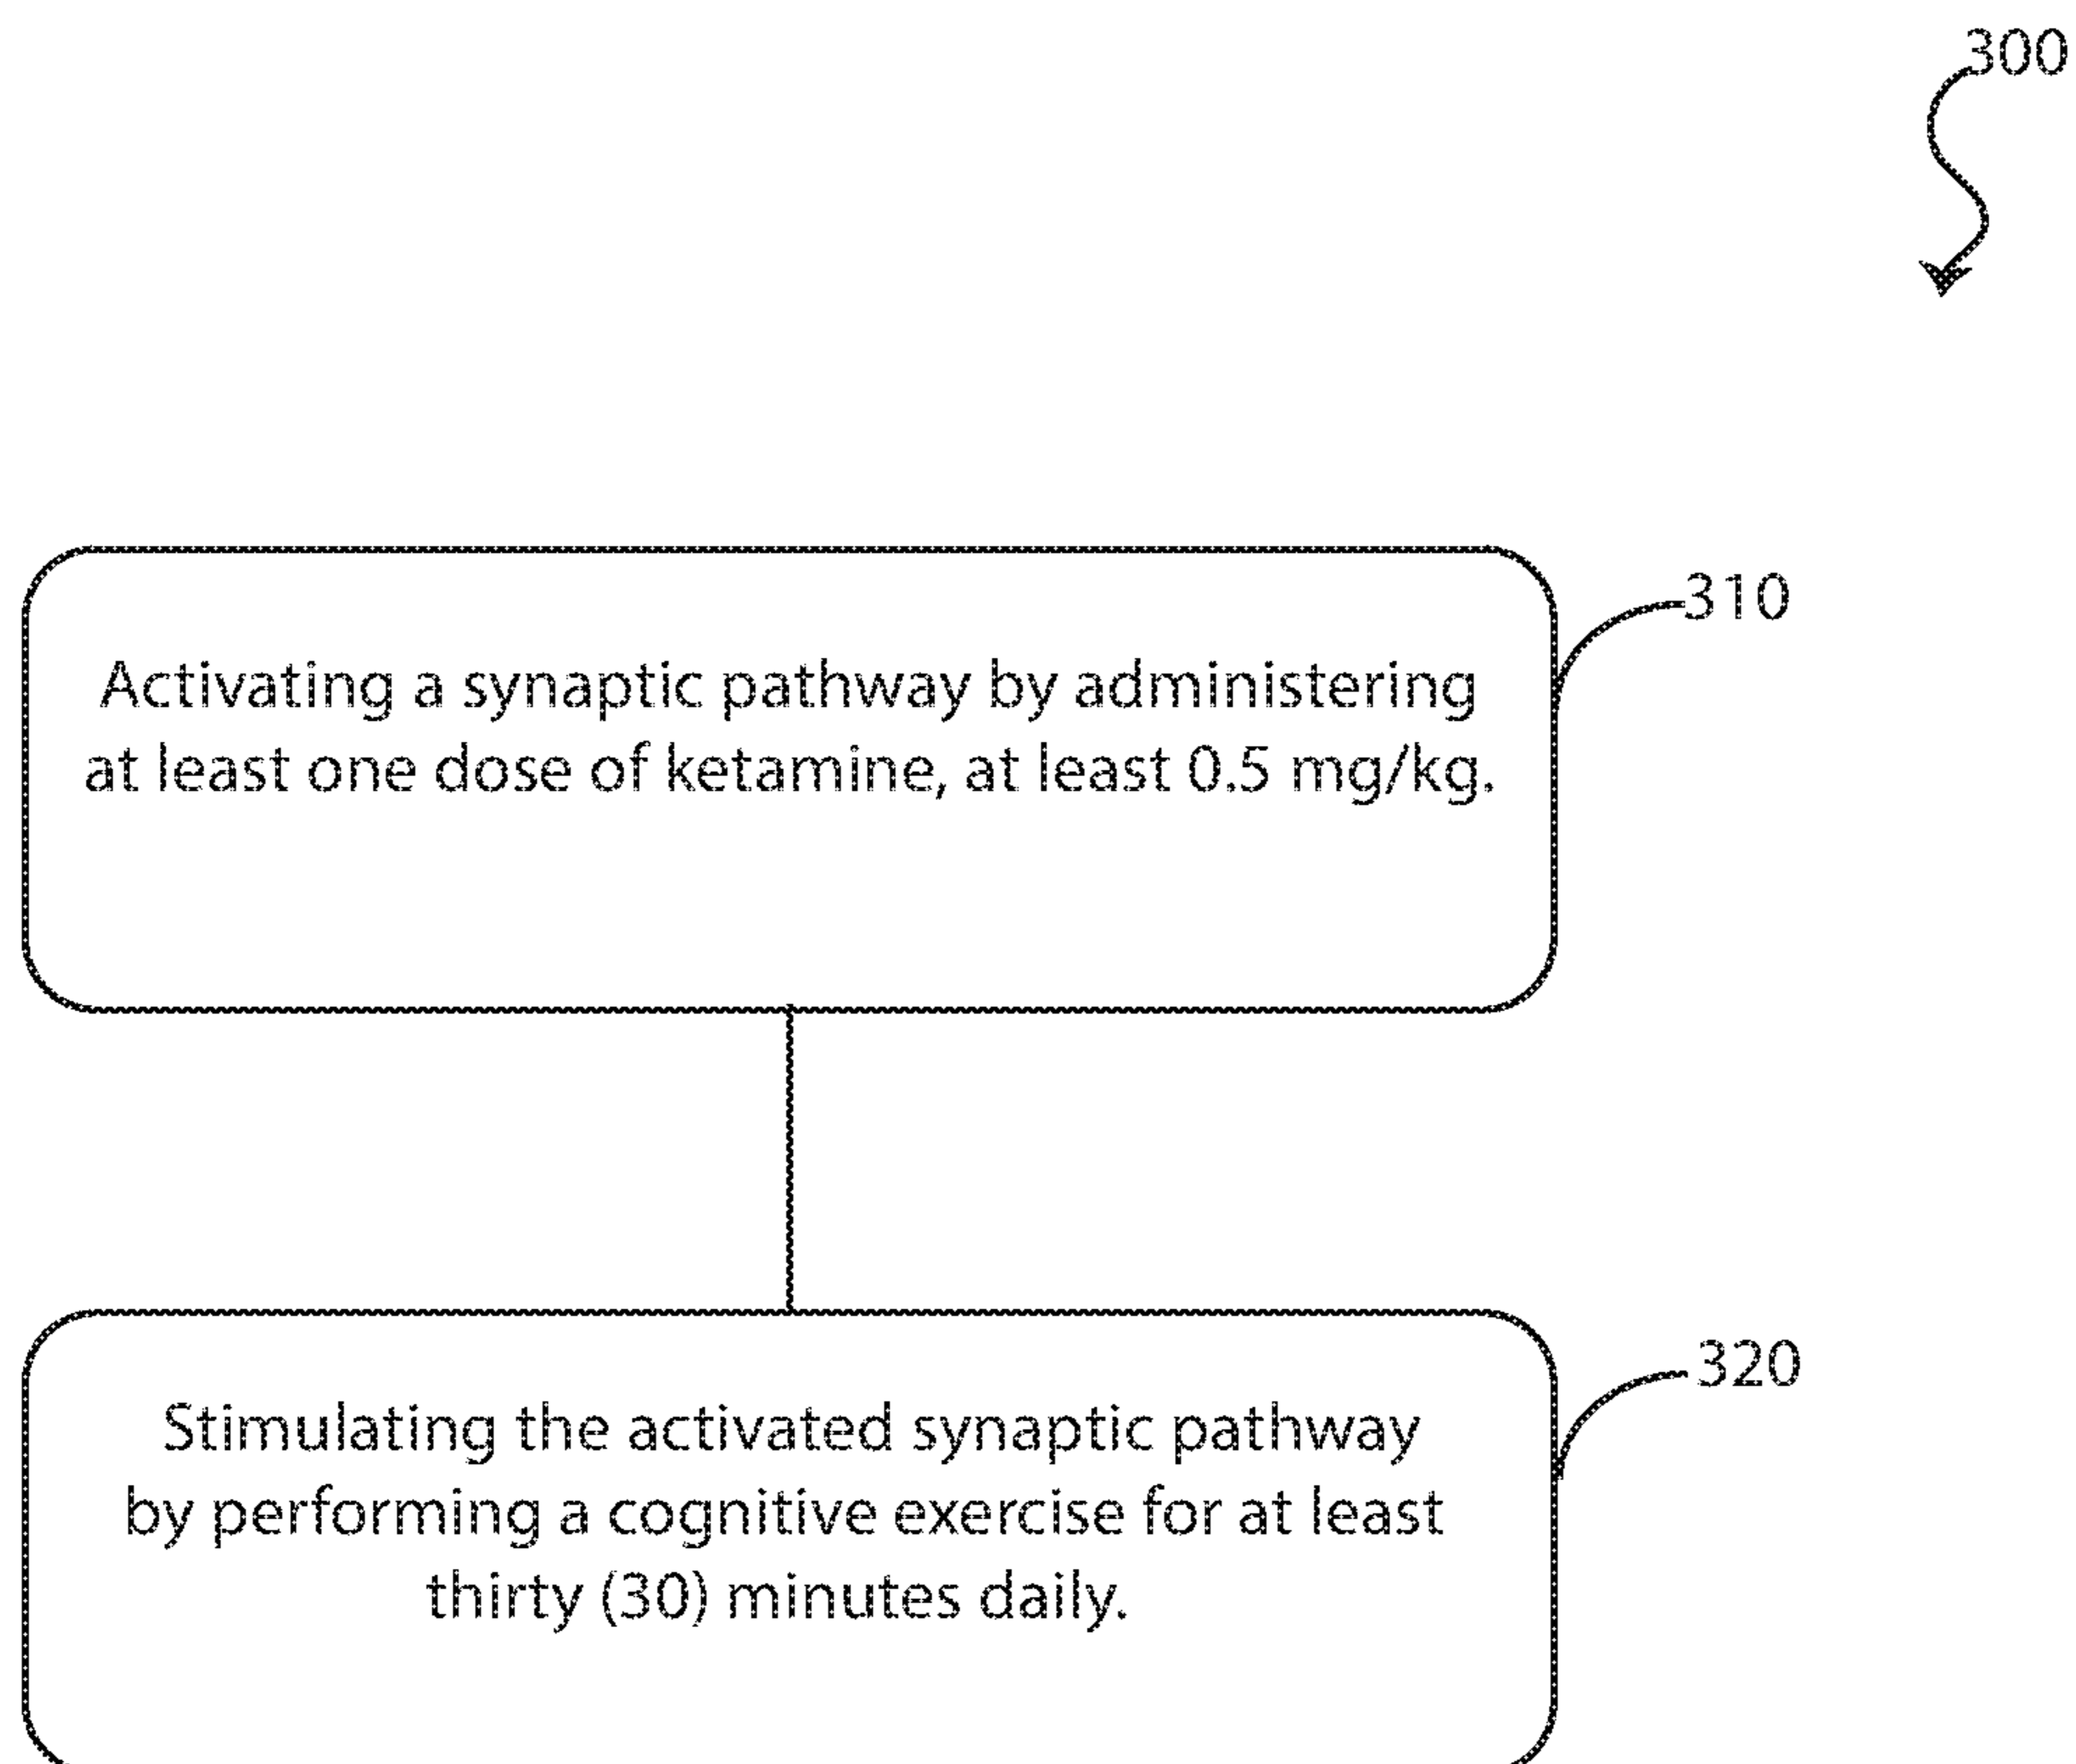 300
310
Activating a synaptic pathway by administering
at least one dose of ketamine, at least 0.5 mg/kg.
320
Stimulating the activated synaptic pathway
by performing a cognitive exercise for at least
thirty (30) minutes daily.